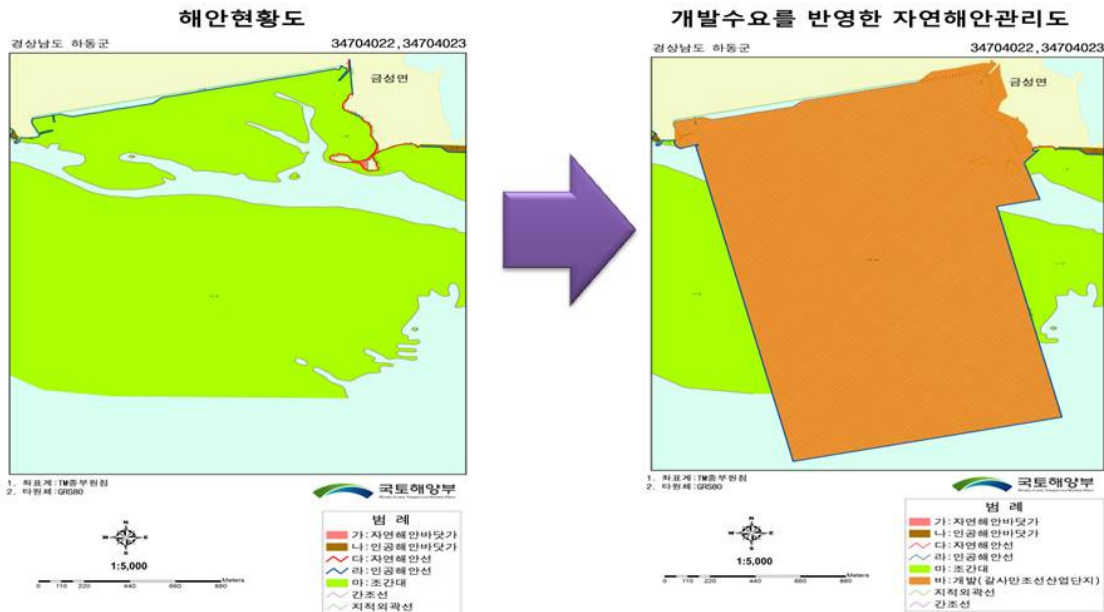 해안현황도
경상남도 하동군 34704022,34704023
금성면
1. 좌표계:TM중부원점
2. 타원체:GRS80
국토해양부
N
W E
S
1:5,000
Meters
0 110 220 440 660 880
범 례
가:자연해안바닷가
나:인공해안바닷가
다:자연해안선
라:인공해안선
마:조간대
간조선
지적외곽선
개발수요를 반영한 자연해안관리도
경상남도 하동군 34704022,34704023
금성면
1. 좌표계:TM중부원점
2. 타원체:GRS80
국토해양부
N
W E
S
1:5,000
Meters
0 110 220 440 660 880
범 례
가:자연해안바닷가
나:인공해안바닷가
다:자연해안선
라:인공해안선
마:조간대
바:개발(갈사만조선산업단지)
지적외곽선
간조선